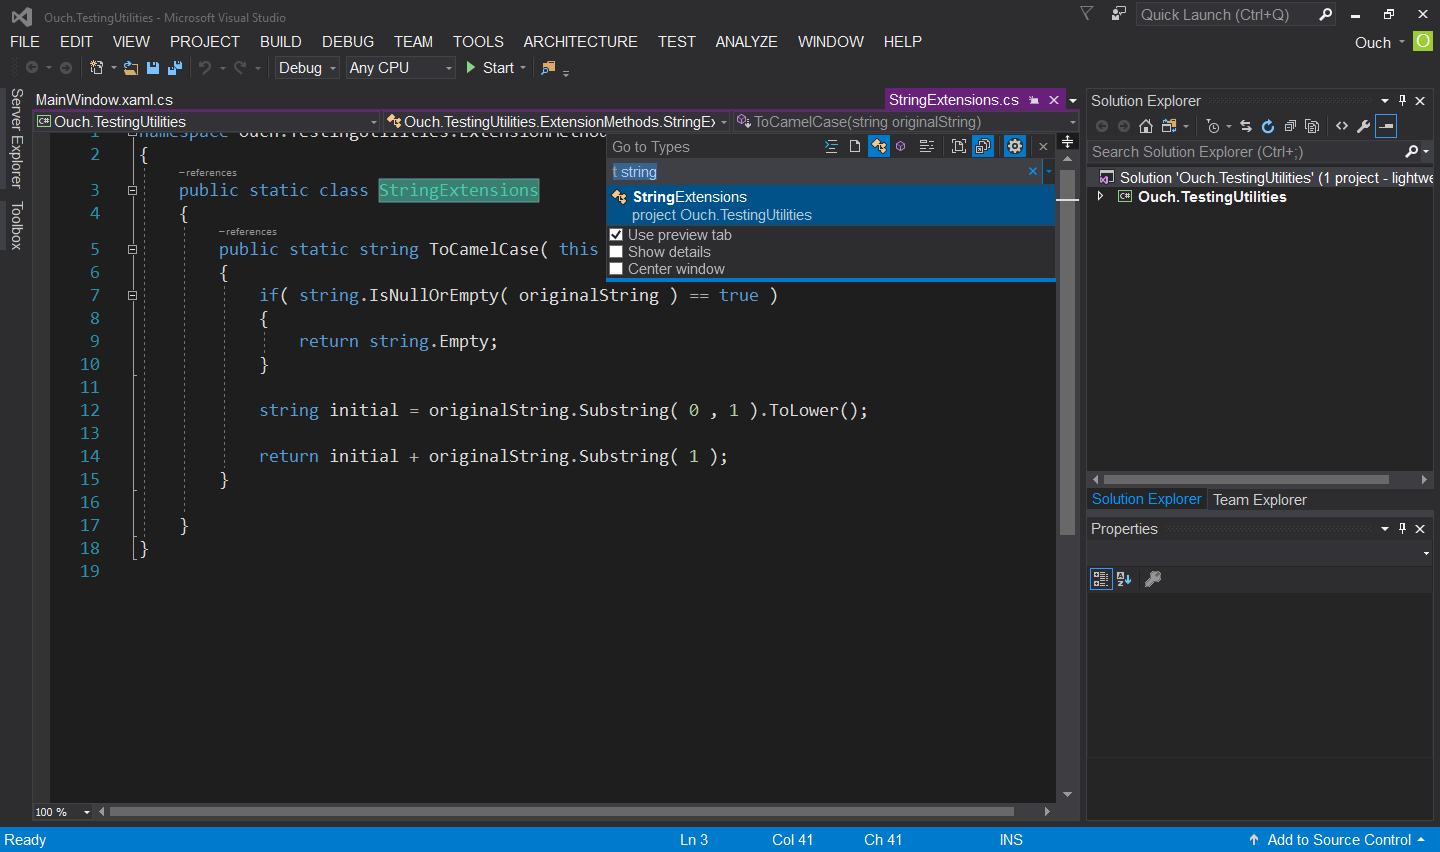 Ouch.TestingUtilities - Microsoft Visual Studio
Quick Launch (Ctrl+Q)
FILE EDIT VIEW PROJECT BUILD DEBUG TEAM TOOLS ARCHITECTURE TEST ANALYZE WINDOW HELP
Ouch O
Debug Any CPU Start
Server Explorer
Toolbox
MainWindow.xaml.cs
StringExtensions.cs
Ouch.TestingUtilities
Ouch.TestingUtilities.ExtensionMethods.StringEx
ToCamelCase(string originalString)
Go to Types
t string
StringExtensions
project Ouch.TestingUtilities
Use preview tab
Show details
Center window
1 namespace Ouch.TestingUtilities.ExtensionMethod
2 {
– references
3 public static class StringExtensions
4 {
– references
5 public static string ToCamelCase( this
6 {
7 if( string.IsNullOrEmpty( originalString ) == true )
8 {
9 return string.Empty;
10 }
11
12 string initial = originalString.Substring( 0 , 1 ).ToLower();
13
14 return initial + originalString.Substring( 1 );
15 }
16
17 }
18 }
19
100 %
Solution Explorer
Search Solution Explorer (Ctrl+;)
Solution 'Ouch.TestingUtilities' (1 project - lightwe
C# Ouch.TestingUtilities
Solution Explorer Team Explorer
Properties
Ready Ln 3 Col 41 Ch 41 INS Add to Source Control